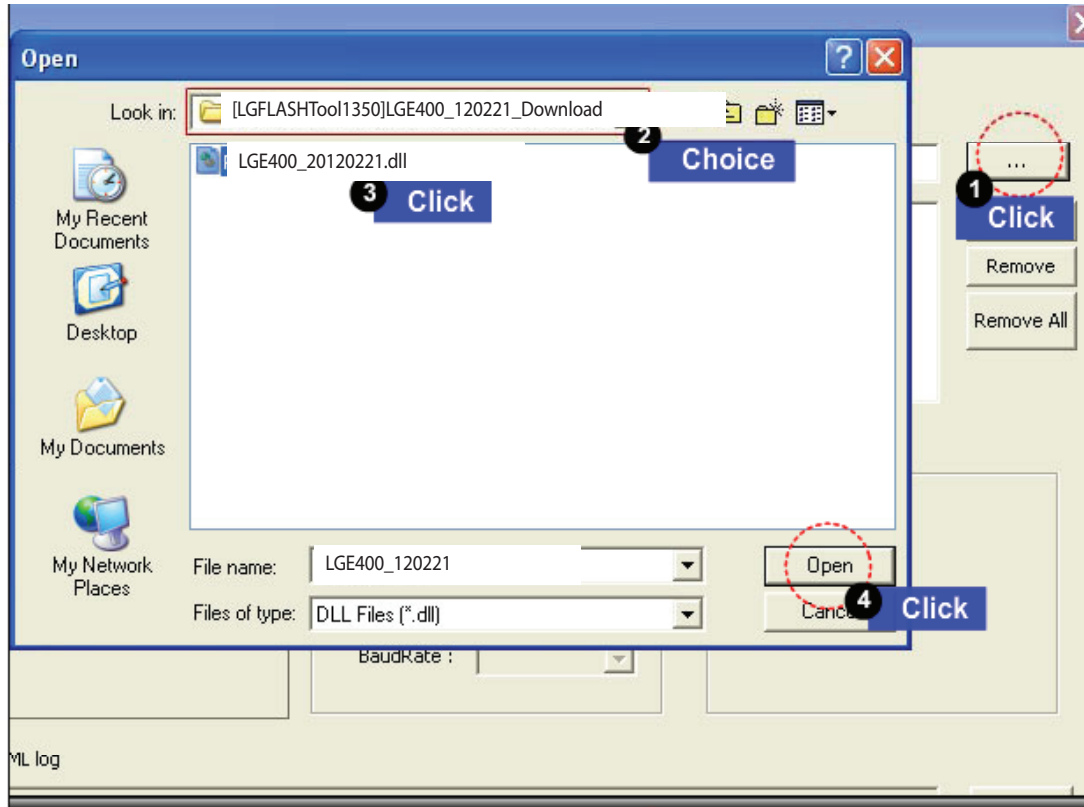 Open
Look in:
[LGFLASHTool1350]LGE400_120221_Download
2
Choice
LGE400_20120221.dll
3
Click
...
1
Click
Remove
Remove All
My Recent
Documents
Desktop
My Documents
My Network
Places
File name:
LGE400_120221
Open
Files of type:
DLL Files (*.dll)
4
Click
BaudRate :
ML log